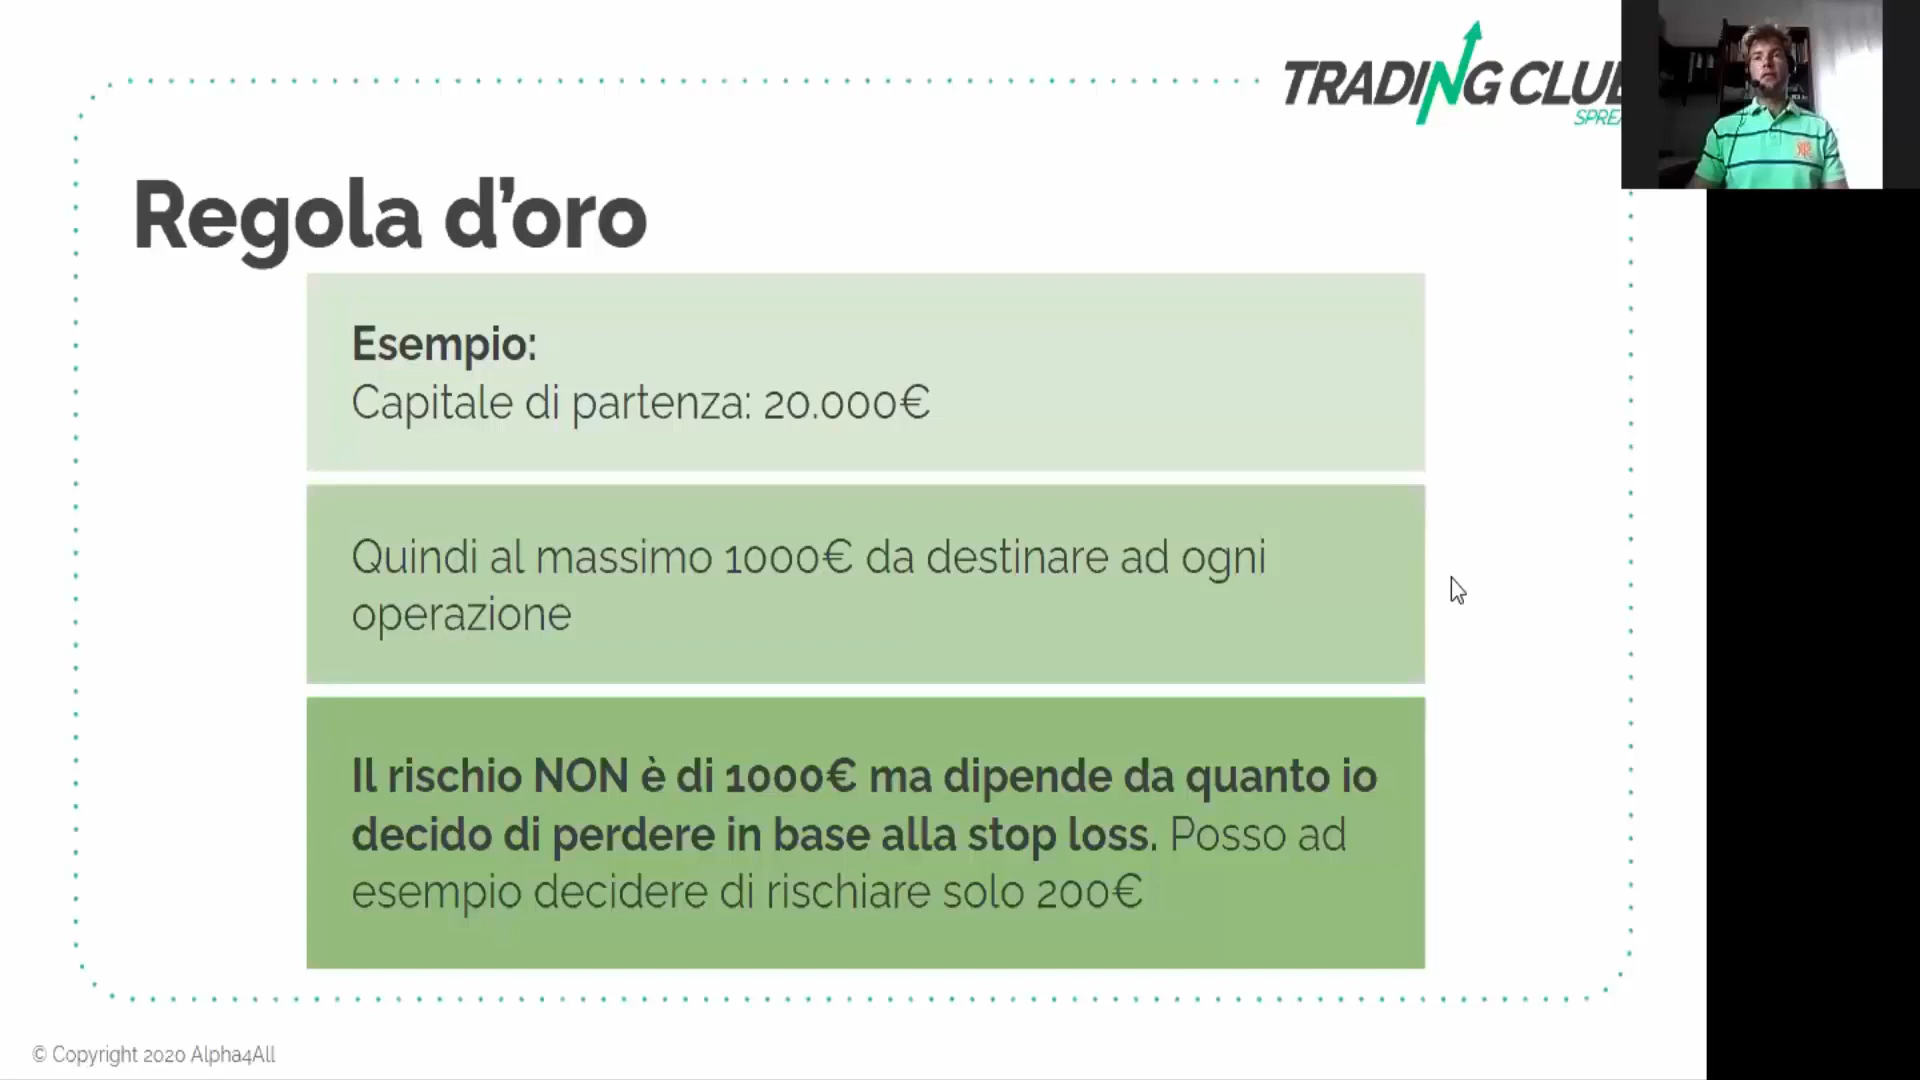 TRADING CLUB
SPREA
Regola d’oro
Esempio:
Capitale di partenza: 20.000€
Quindi al massimo 1000€ da destinare ad ogni
operazione
Il rischio NON è di 1000€ ma dipende da quanto io
decido di perdere in base alla stop loss. Posso ad
esempio decidere di rischiare solo 200€
© Copyright 2020 Alpha4All